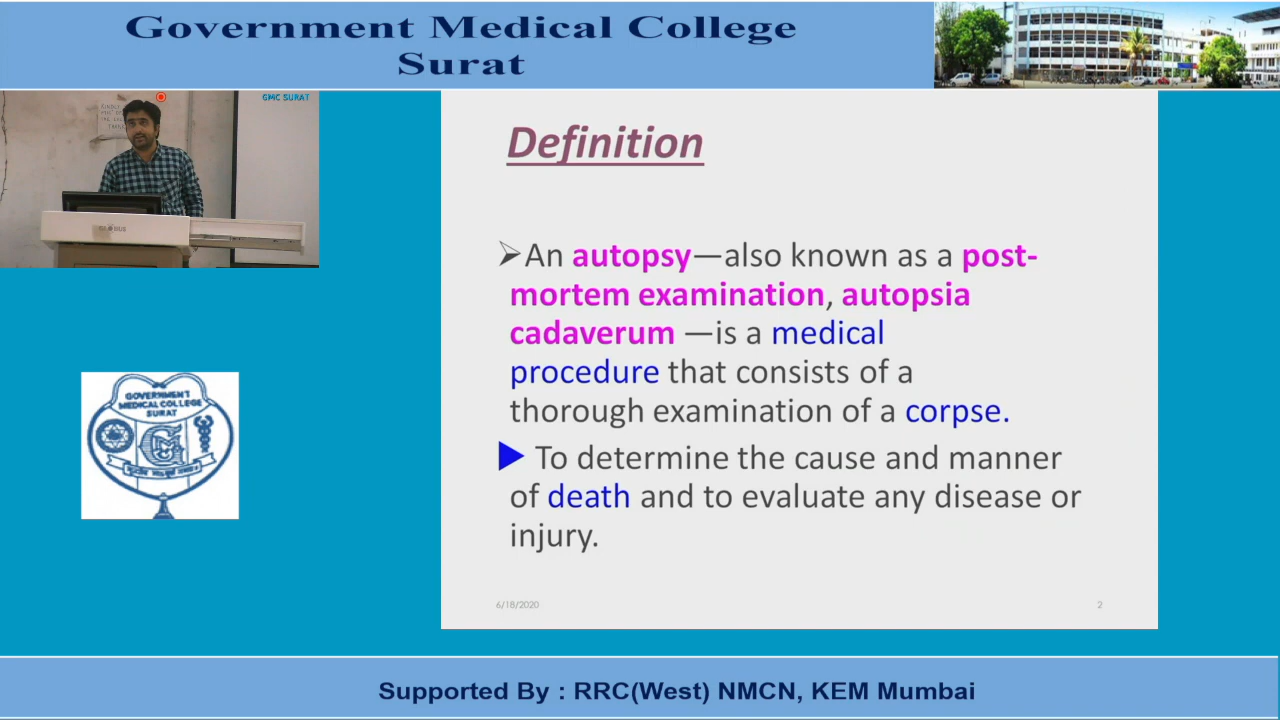 Government Medical College
Surat
GMC SURAT
Definition
➢An autopsy—also known as a post-
mortem examination, autopsia
cadaverum —is a medical
procedure that consists of a
thorough examination of a corpse.
▶ To determine the cause and manner
of death and to evaluate any disease or
injury.
6/18/2020
2
GOVERNMENT
MEDICAL COLLEGE
SURAT
Supported By : RRC(West) NMCN, KEM Mumbai